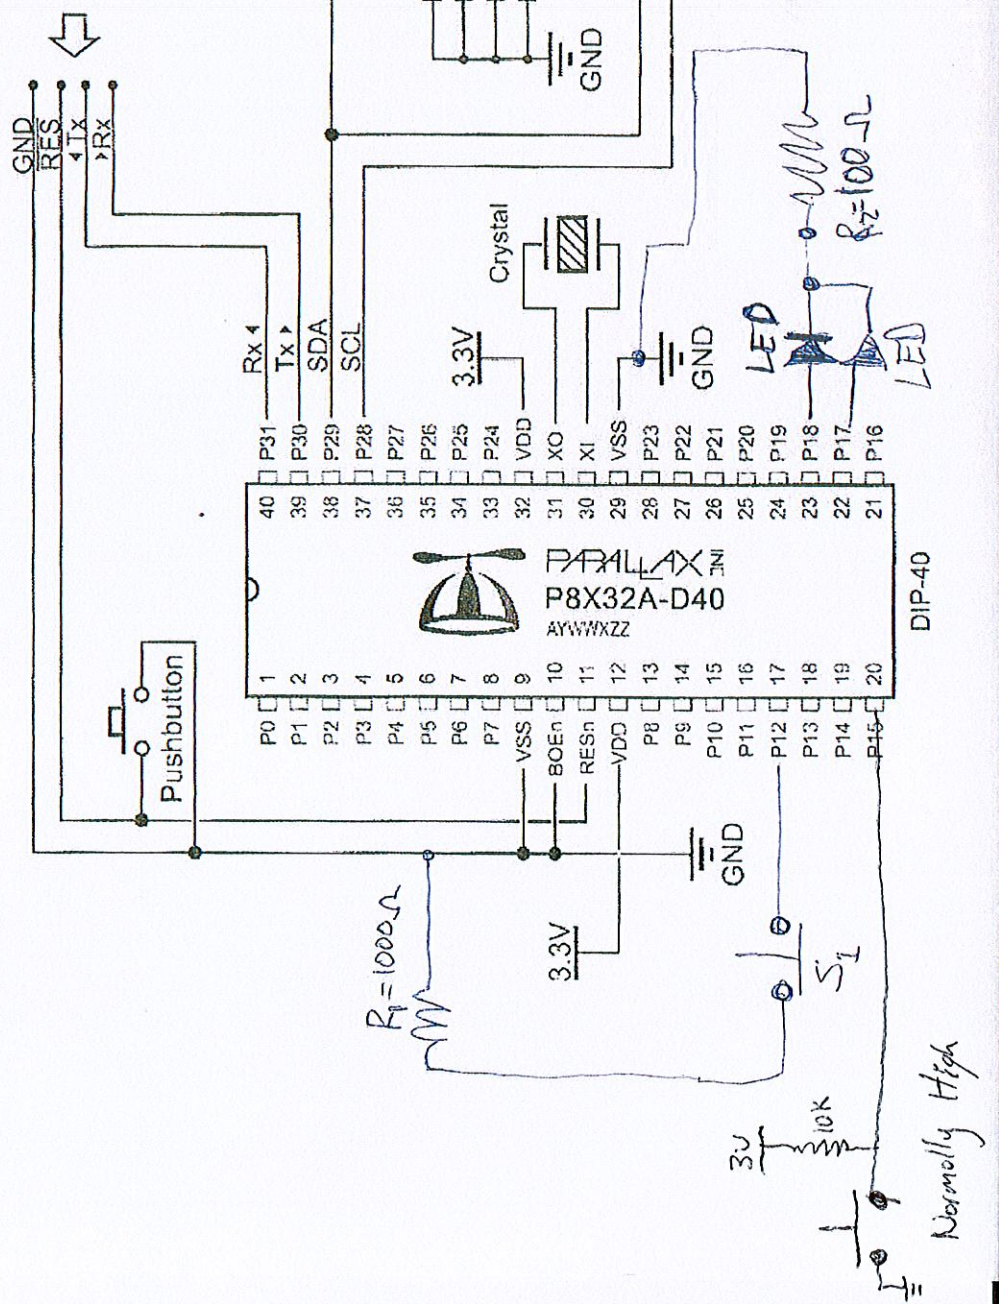 GND
RES
◂Tx
▸Rx
GND
Rx ◂
Tx ▸
SDA
SCL
3.3V
Crystal
GND
R2=100Ω
LED
LED
P31
P30
P29
P28
P27
P26
P25
P24
VDD
XO
XI
VSS
P23
P22
P21
P20
P19
P18
P17
P16
40
39
38
37
36
35
34
33
32
31
30
29
28
27
26
25
24
23
22
21
PARALLAX INC
P8X32A-D40
AYWWXZZ
DIP-40
1
2
3
4
5
6
7
8
9
10
11
12
13
14
15
16
17
18
19
20
P0
P1
P2
P3
P4
P5
P6
P7
VSS
BOEn
RESn
VDD
P8
P9
P10
P11
P12
P13
P14
P15
Pushbutton
GND
3.3V
R1=1000Ω
S1
3V
10K
Normally High